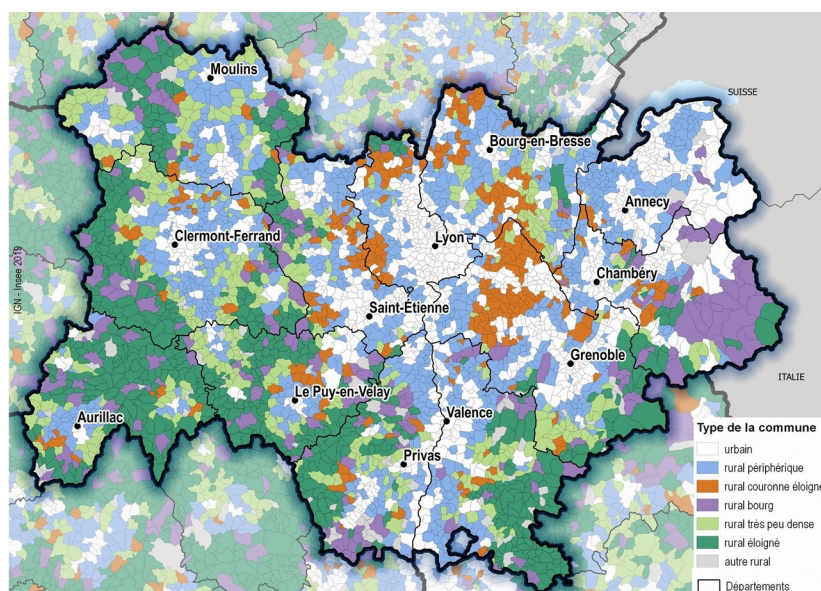 Moulins
SUISSE
Bourg-en-Bresse
Annecy
Clermont-Ferrand
Lyon
Chambéry
IGN - Insee 2019
Saint-Étienne
Grenoble
ITALIE
Le Puy-en-Velay
Aurillac
Valence
Privas
Type de la commune
urbain
rural périphérique
rural couronne éloigné
rural bourg
rural trés peu dense
rural éloigné
autre rural
Départements